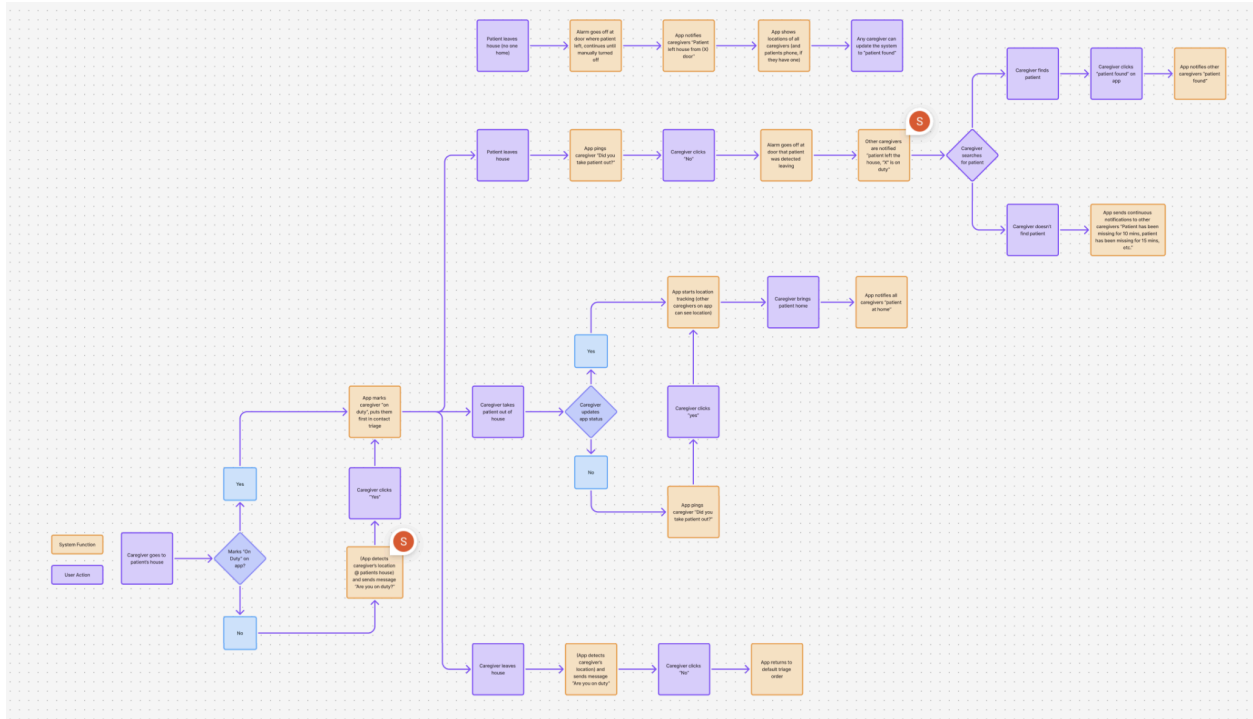 Patient leaves
house (no one
home)
Alarm goes off at
door where patient
left, continues until
manually turned
off
App notifies
caregivers "Patient
left house from (X)
door"
App shows
locations of all
caregivers (and
patients phone, if
they have one)
Any caregiver can
update the system
to "patient found"
Caregiver finds
patient
Caregiver clicks
"patient found" on
app
App notifies other
caregivers "patient
found"
Patient leaves
house
App pings
caregiver "Did you
take patient out?"
Caregiver clicks
"No"
Alarm goes off at
door that patient
was detected
leaving
Other caregivers
are notified
"patient left the
house, "X" is on
duty"
S
Caregiver
searches
for patient
Caregiver doesn't
find patient
App sends continuous
notifications to other
caregivers "Patient has been
missing for 10 mins, patient
has been missing for 15 mins,
etc."
App starts location
tracking (other
caregivers on app
can see location)
Caregiver brings
patient home
App notifies all
caregivers "patient
at home"
Yes
App marks
caregiver "on
duty", puts them
first in contact
triage
Caregiver takes
patient out of
house
Caregiver
updates
app status
Caregiver clicks
"yes"
No
App pings
caregiver "Did you
take patient out?"
Yes
Caregiver clicks
"Yes"
System Function
User Action
Caregiver goes to
patient's house
Marks "On
Duty" on
app?
S
(App detects
caregiver's location
@ patients house)
and sends message
"Are you on duty?"
No
Caregiver leaves
house
(App detects
caregiver's
location) and
sends message
"Are you on duty"
Caregiver clicks
"No"
App returns to
default triage
order